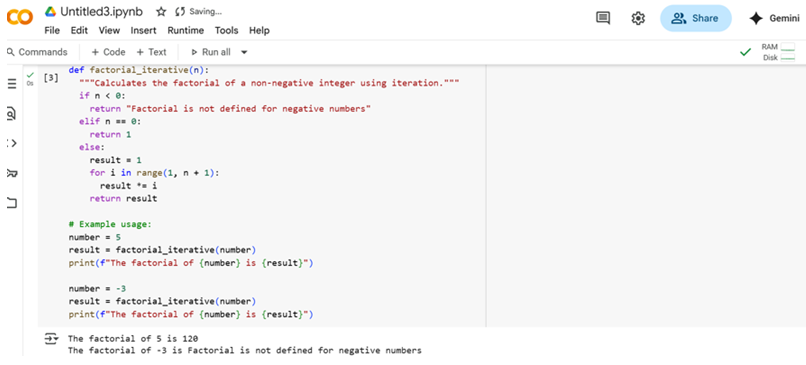 CO Untitled3.ipynb ☆ Saving...
Share Gemini
File Edit View Insert Runtime Tools Help
Commands + Code + Text Run all
RAM
Disk
[3]
0s
def factorial_iterative(n):
  """Calculates the factorial of a non-negative integer using iteration."""
  if n < 0:
    return "Factorial is not defined for negative numbers"
  elif n == 0:
    return 1
  else:
    result = 1
    for i in range(1, n + 1):
      result *= i
    return result

# Example usage:
number = 5
result = factorial_iterative(number)
print(f"The factorial of {number} is {result}")

number = -3
result = factorial_iterative(number)
print(f"The factorial of {number} is {result}")
The factorial of 5 is 120
The factorial of -3 is Factorial is not defined for negative numbers